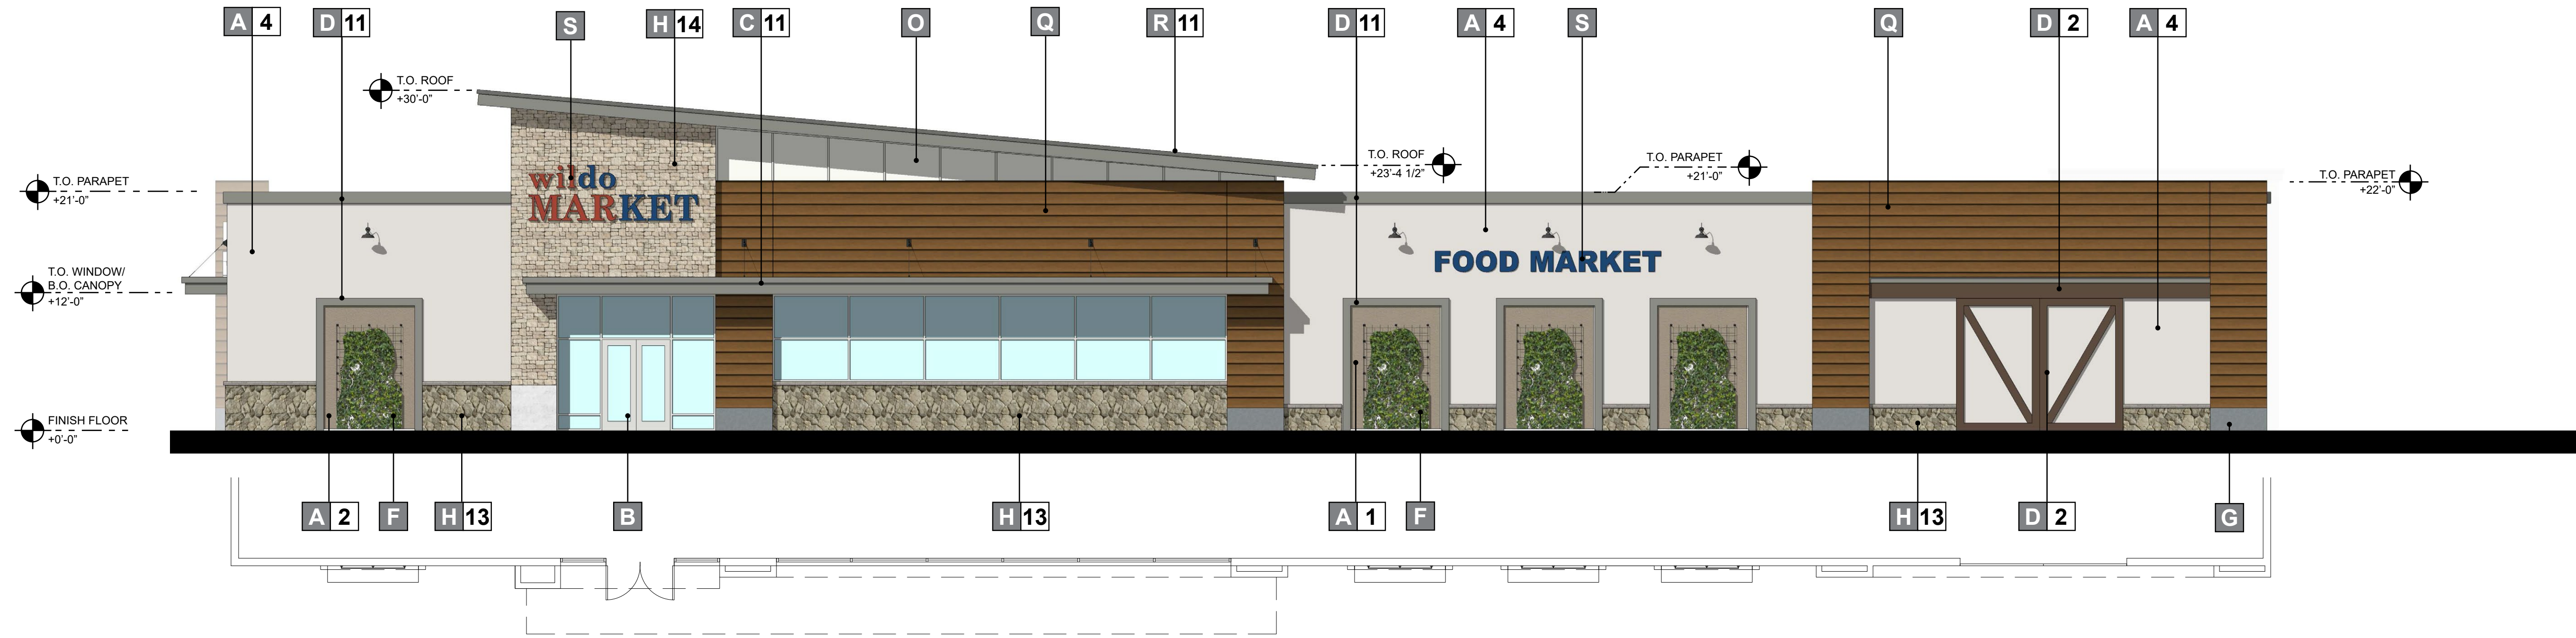 A 4
D 11
S
H 14
C 11
O
Q
R 11
D 11
A 4
S
Q
D 2
A 4
T.O. ROOF
+30'-0"
T.O. ROOF
+23'-4 1/2"
T.O. PARAPET
+21'-0"
T.O. PARAPET
+22'-0"
T.O. PARAPET
+21'-0"
wildo
MARKET
FOOD MARKET
T.O. WINDOW/
B.O. CANOPY
+12'-0"
FINISH FLOOR
+0'-0"
A 2
F
H 13
B
H 13
A 1
F
H 13
D 2
G